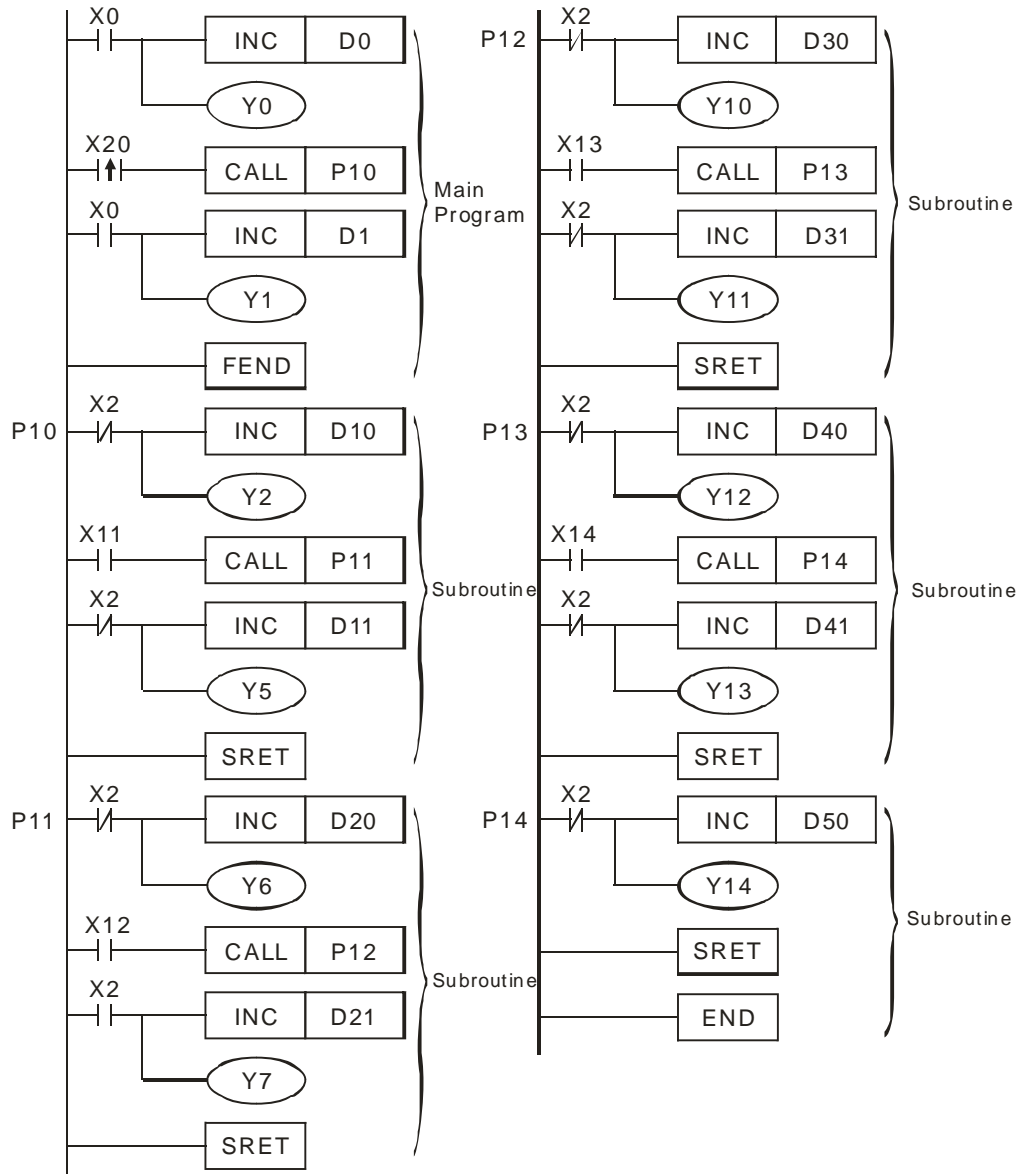 X0
INC D0
Y0
X20
CALL P10
X0
INC D1
Y1
FEND
Main
Program
X2
P10
INC D10
Y2
X11
CALL P11
X2
INC D11
Y5
SRET
Subroutine
X2
P11
INC D20
Y6
X12
CALL P12
X2
INC D21
Y7
SRET
Subroutine
X2
P12
INC D30
Y10
X13
CALL P13
X2
INC D31
Y11
SRET
Subroutine
X2
P13
INC D40
Y12
X14
CALL P14
X2
INC D41
Y13
SRET
Subroutine
X2
P14
INC D50
Y14
SRET
END
Subroutine